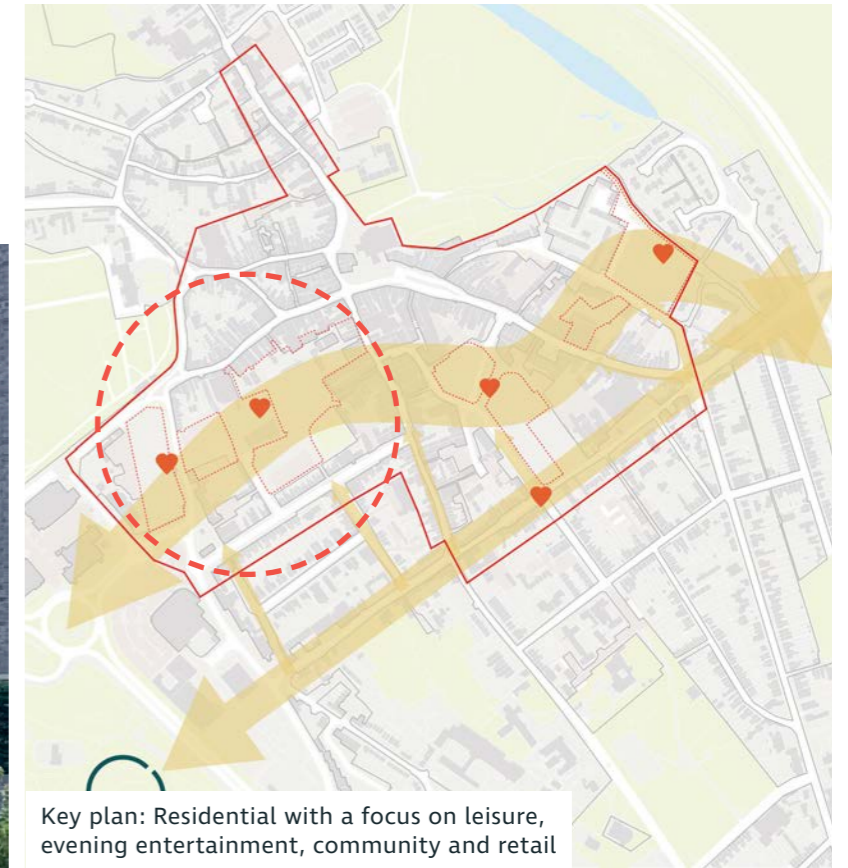 Key plan: Residential with a focus on leisure,
evening entertainment, community and retail